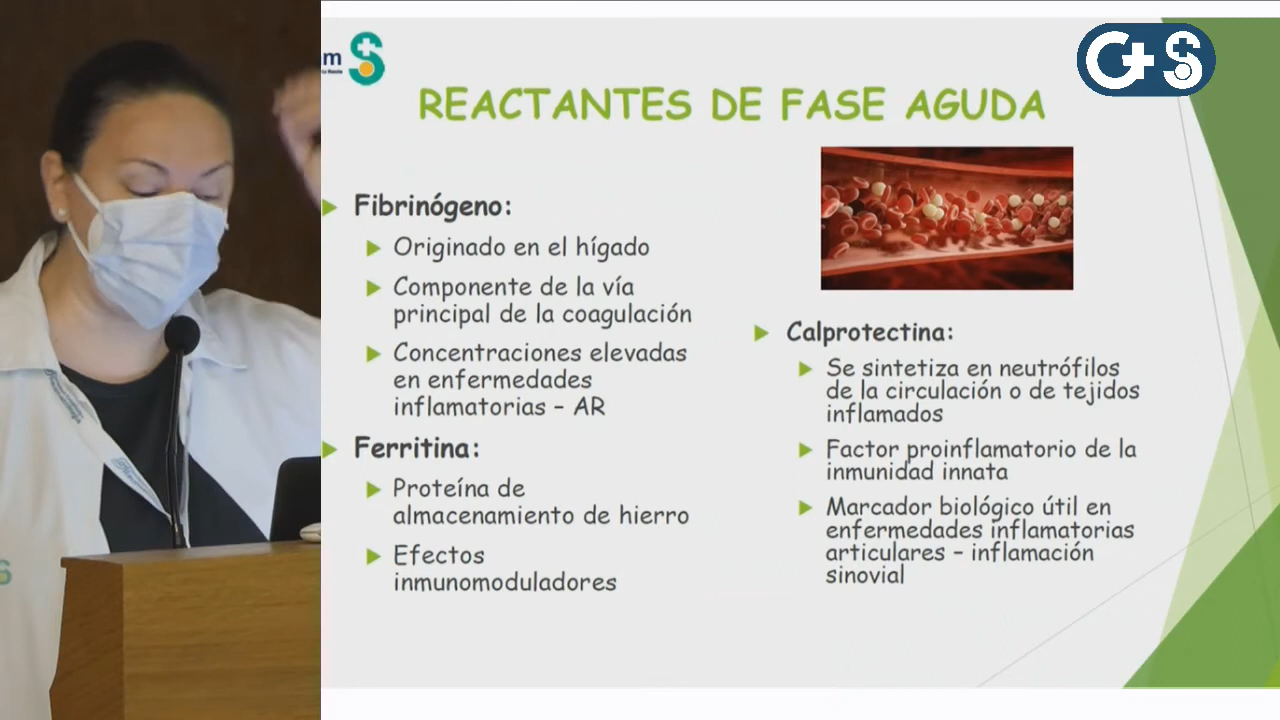 m
REACTANTES DE FASE AGUDA
Fibrinógeno:
Originado en el hígado
Componente de la vía
principal de la coagulación
Concentraciones elevadas
en enfermedades
inflamatorias – AR
Ferritina:
Proteína de
almacenamiento de hierro
Efectos
inmunomoduladores
Calprotectina:
Se sintetiza en neutrófilos
de la circulación o de tejidos
inflamados
Factor proinflamatorio de la
inmunidad innata
Marcador biológico útil en
enfermedades inflamatorias
articulares – inflamación
sinovial
G+S